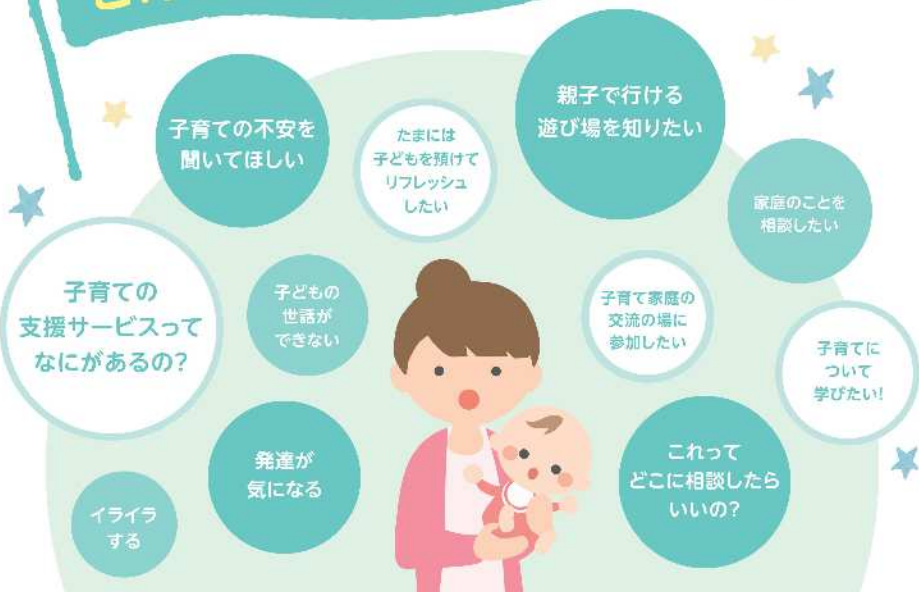 子育ての不安を
聞いてほしい
たまには
子どもを預けて
リフレッシュ
したい
親子で行ける
遊び場を知りたい
家庭のことを
相談したい
子育ての
支援サービスって
なにがあるの?
子どもの
世話が
できない
子育て家庭の
交流の場に
参加したい
子育てに
ついて
学びたい!
発達が
気になる
これって
どこに相談したら
いいの?
イライラ
する